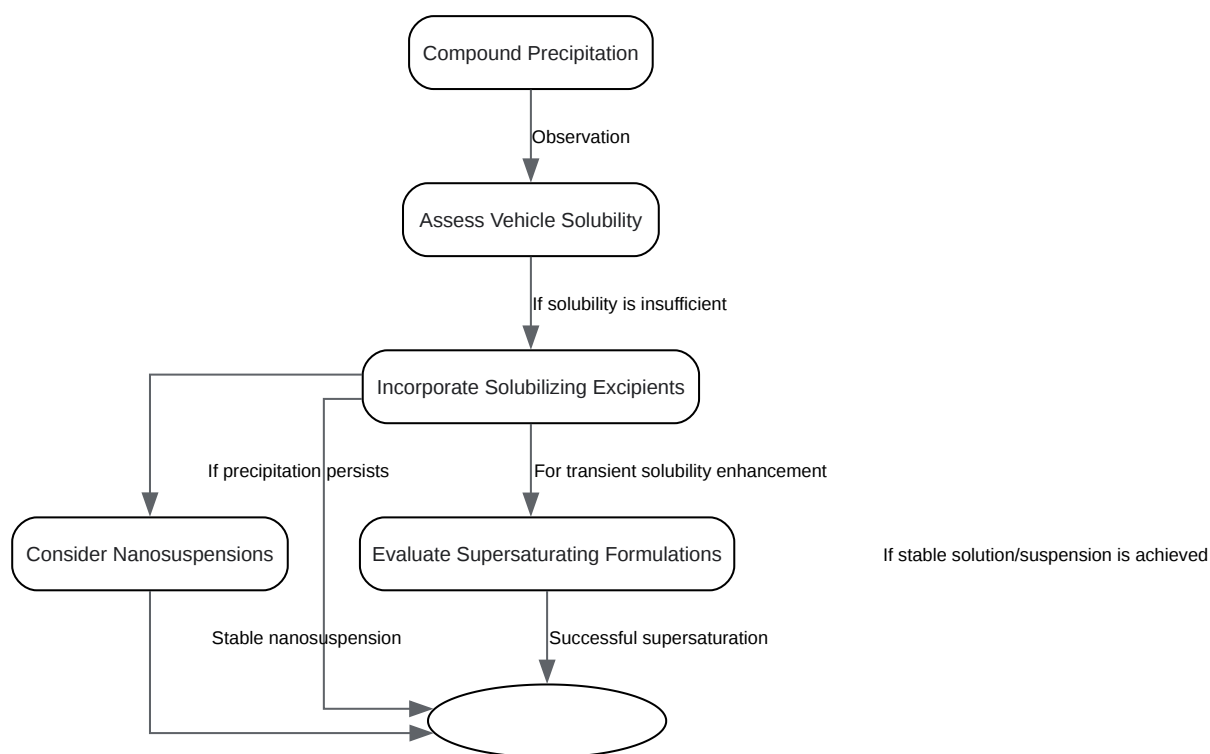 Compound Precipitation
Observation
Assess Vehicle Solubility
If solubility is insufficient
Incorporate Solubilizing Excipients
If precipitation persists
For transient solubility enhancement
Consider Nanosuspensions
Evaluate Supersaturating Formulations
If stable solution/suspension is achieved
Stable nanosuspension
Successful supersaturation